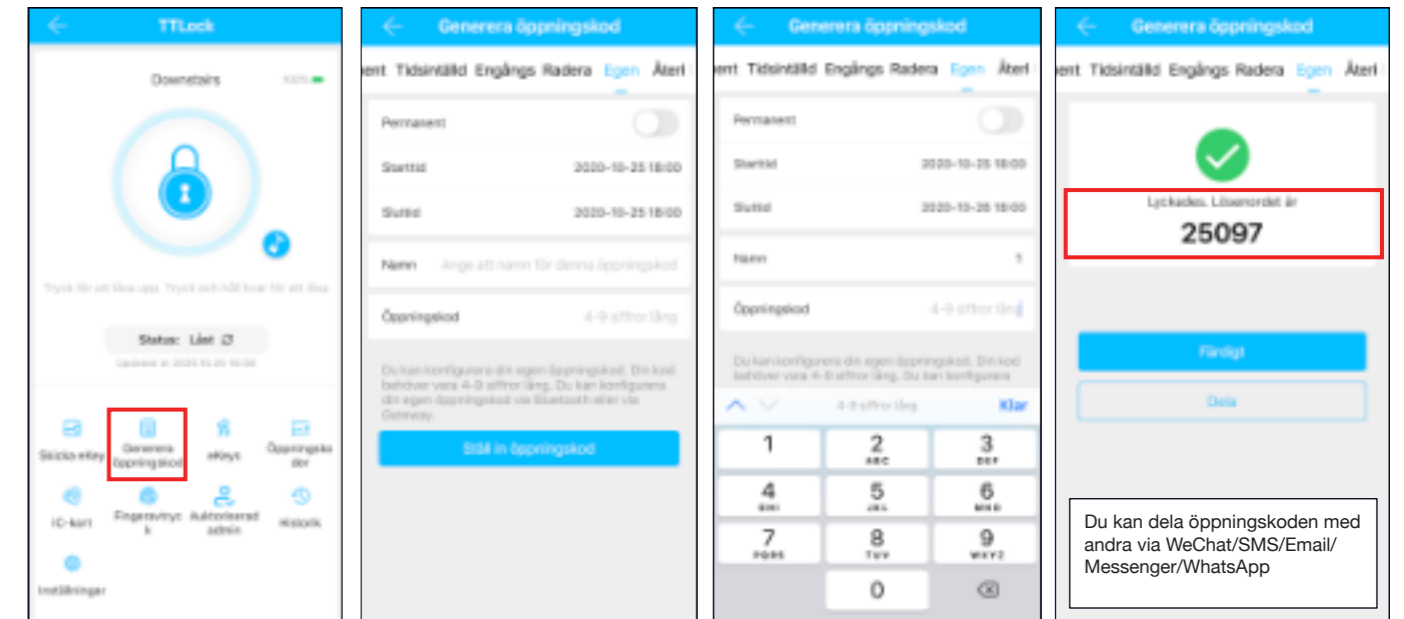 TTLock
Downstairs 100%
Tryck för att låsa upp. Tryck och håll kvar för att låsa
Status: Låst
Updated at 2020.10.25 16:08
Skicka eKey
Generera
öppningskod
eKeys
Öppningsko
der
IC-kort
Fingeravtryc
k
Auktoriserad
admin
Historik
Inställningar
Generera öppningskod
ent Tidsintälld Engångs Radera Egen Återl
Permanent
Starttid 2020-10-25 18:00
Sluttid 2020-10-25 18:00
Namn Ange att namn för denna öppningskod
Öppningskod 4-9 siffror lång
Du kan konfigurera din egen öppningskod. Din kod
behöver vara 4-9 siffror lång. Du kan konfigurera
din egen öppningskod via Bluetooth eller via
Gateway.
Ställ in öppningskod
Generera öppningskod
ent Tidsintälld Engångs Radera Egen Återl
Permanent
Starttid 2020-10-25 18:00
Sluttid 2020-10-26 18:00
Namn 1
Öppningskod 4-9 siffror lång
Du kan konfigurera din egen öppningskod. Din kod
behöver vara 4-9 siffror lång. Du kan konfigurera
4-9 siffror lång Klar
1 2 3
ABC DEF
4 5 6
GHI JKL MNO
7 8 9
PQRS TUV WXYZ
0
Generera öppningskod
ent Tidsintälld Engångs Radera Egen Återl
Lyckades. Lösenordet är
25097
Färdigt
Dela
Du kan dela öppningskoden med
andra via WeChat/SMS/Email/
Messenger/WhatsApp